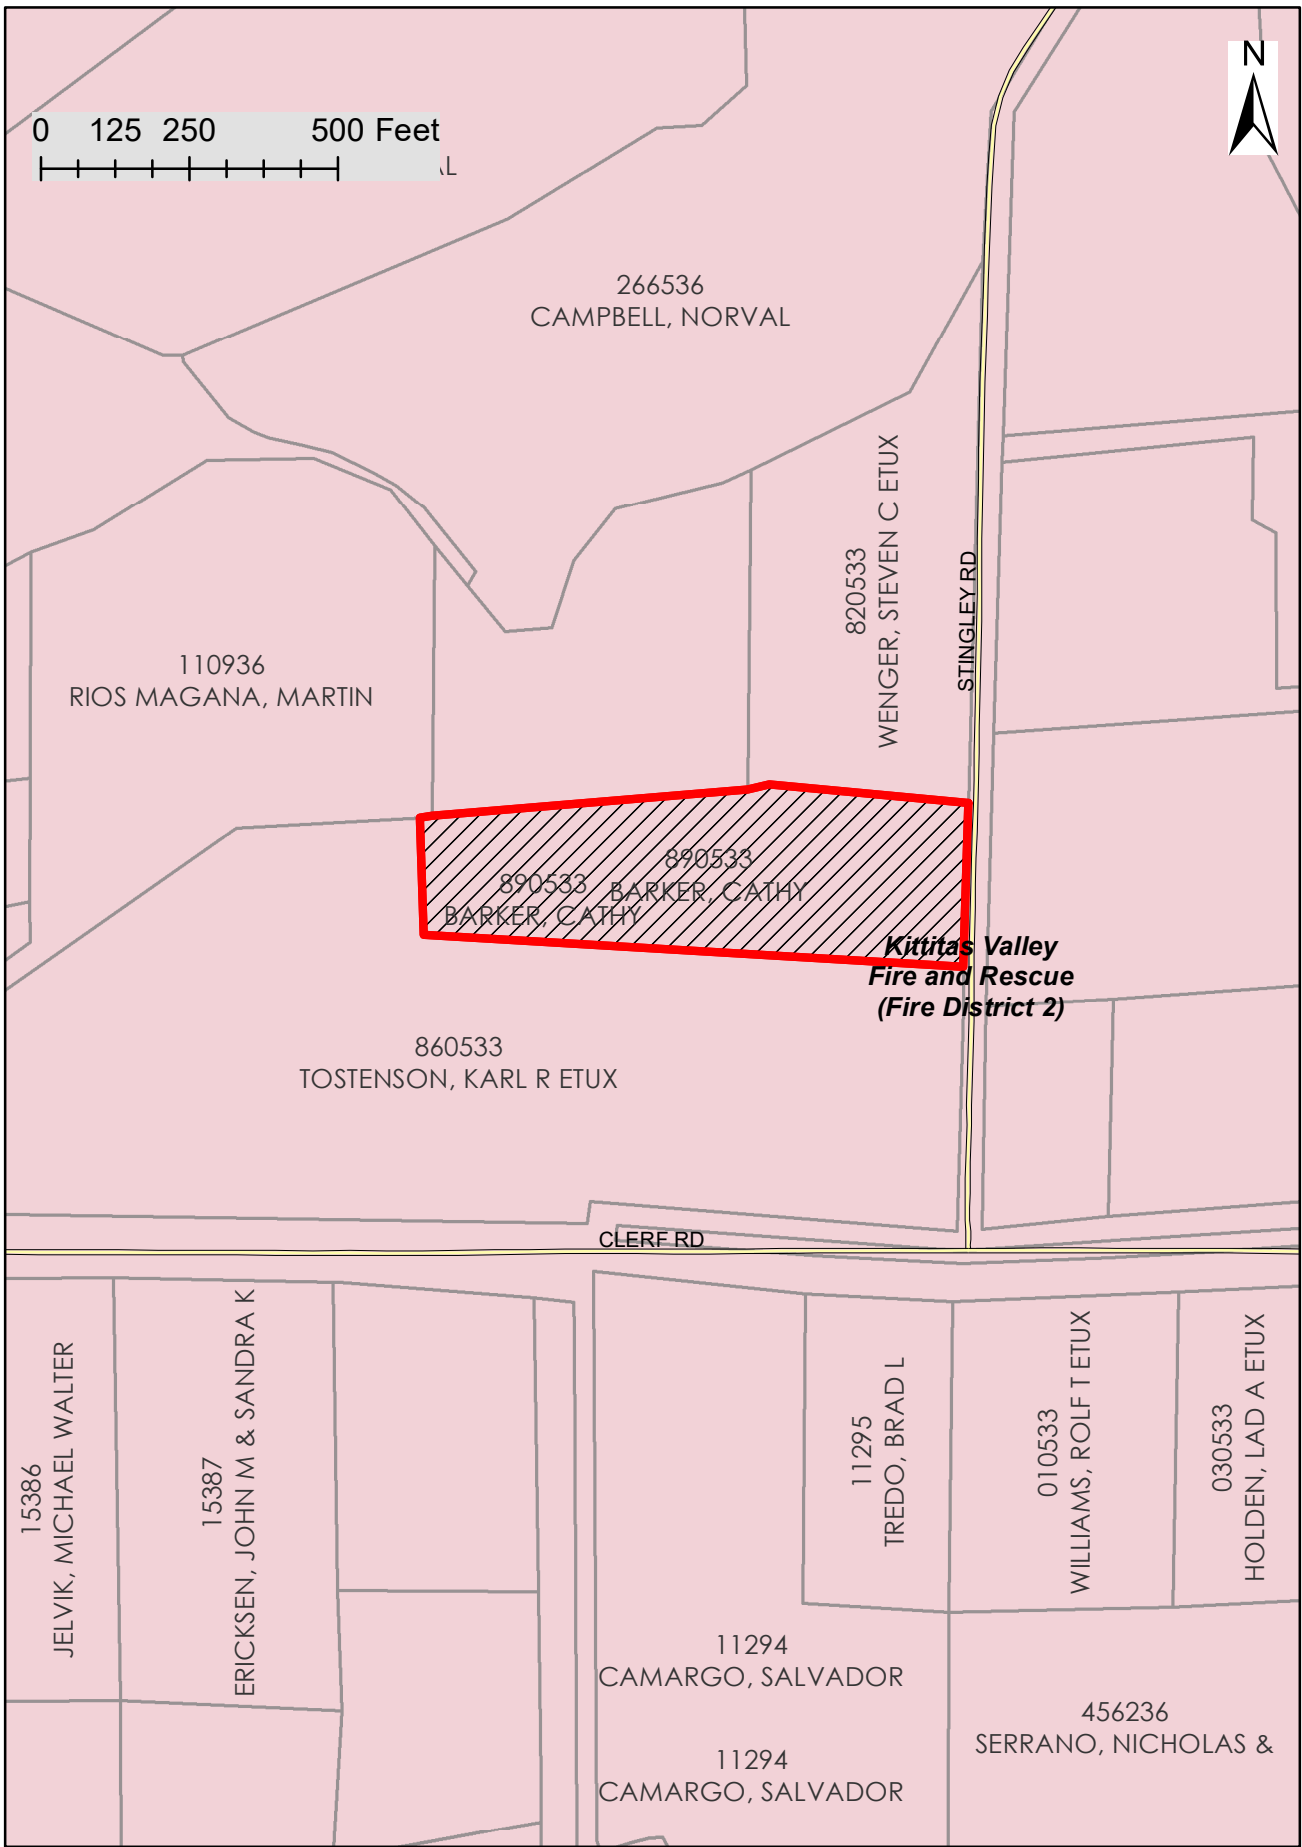 N
0 125 250 500 Feet
AL
266536
CAMPBELL, NORVAL
820533
WENGER, STEVEN C ETUX
STINGLEY RD
110936
RIOS MAGANA, MARTIN
890533
BARKER, CATHY
890533
BARKER, CATHY
Kittitas Valley
Fire and Rescue
(Fire District 2)
860533
TOSTENSON, KARL R ETUX
CLERF RD
15386
JELVIK, MICHAEL WALTER
15387
ERICKSEN, JOHN M & SANDRA K
11295
TREDO, BRAD L
010533
WILLIAMS, ROLF T ETUX
030533
HOLDEN, LAD A ETUX
11294
CAMARGO, SALVADOR
456236
SERRANO, NICHOLAS &
11294
CAMARGO, SALVADOR